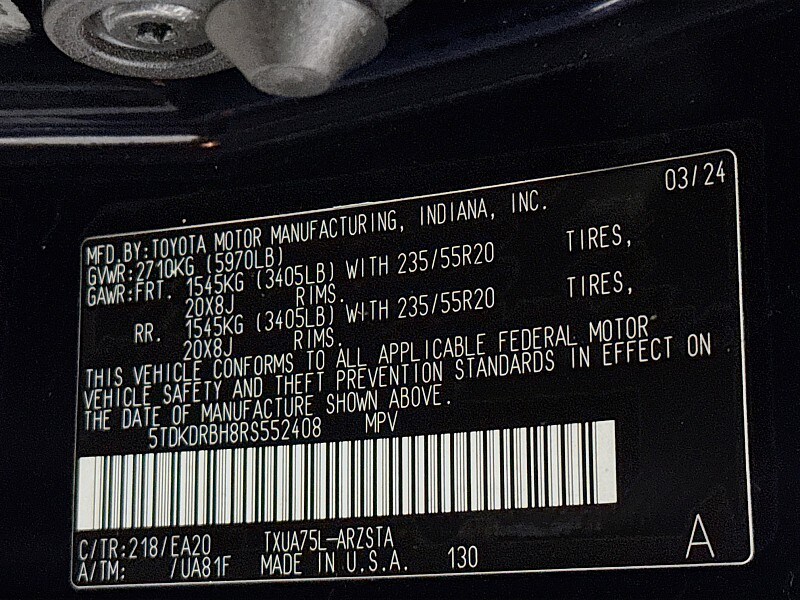 03/24
MFD.BY:TOYOTA MOTOR MANUFACTURING, INDIANA, INC.
GVWR:2710KG (5970LB)
GAWR:FRT. 1545KG (3405LB) WITH 235/55R20 TIRES,
20X8J RIMS.
RR. 1545KG (3405LB) WITH 235/55R20 TIRES,
20X8J RIMS.
THIS VEHICLE CONFORMS TO ALL APPLICABLE FEDERAL MOTOR
VEHICLE SAFETY AND THEFT PREVENTION STANDARDS IN EFFECT ON
THE DATE OF MANUFACTURE SHOWN ABOVE.
5TDKDRBH8RS552408 MPV
C/TR:218/EA20 TXUA75L-ARZSTA
A/TM: /UA81F MADE IN U.S.A. 130
A